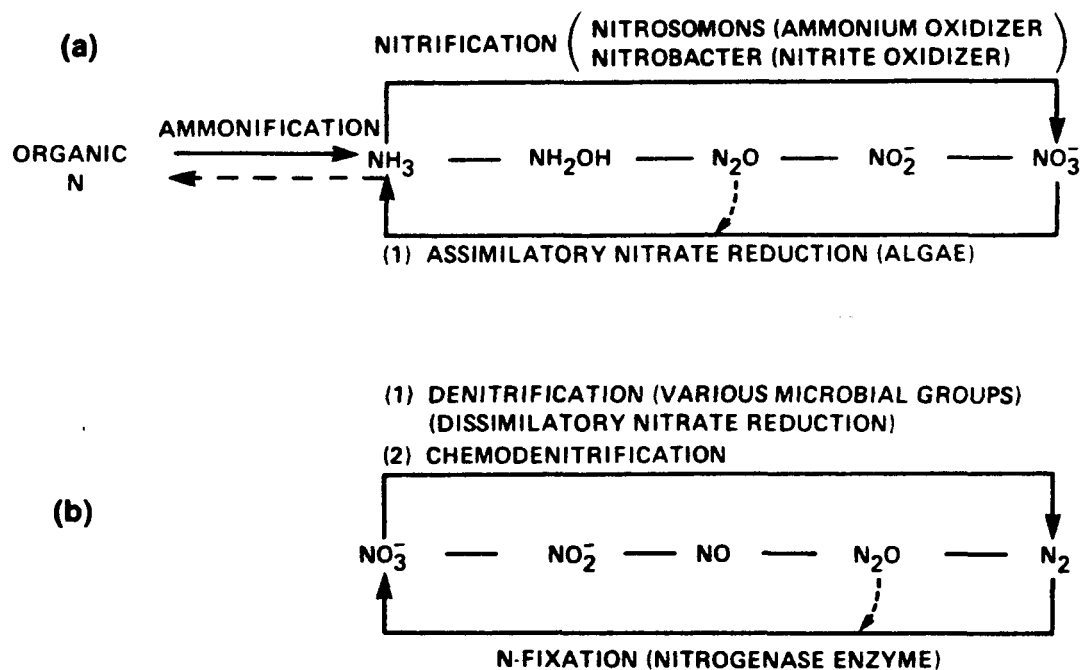 (a)
NITRIFICATION ( NITROSOMONS (AMMONIUM OXIDIZER
NITROBACTER (NITRITE OXIDIZER) )
AMMONIFICATION
ORGANIC
N
NH₃ — NH₂OH — N₂O — NO₂⁻ — NO₃⁻
(1) ASSIMILATORY NITRATE REDUCTION (ALGAE)
(1) DENITRIFICATION (VARIOUS MICROBIAL GROUPS)
(DISSIMILATORY NITRATE REDUCTION)
(2) CHEMODENITRIFICATION
(b)
NO₃⁻ — NO₂⁻ — NO — N₂O — N₂
N-FIXATION (NITROGENASE ENZYME)